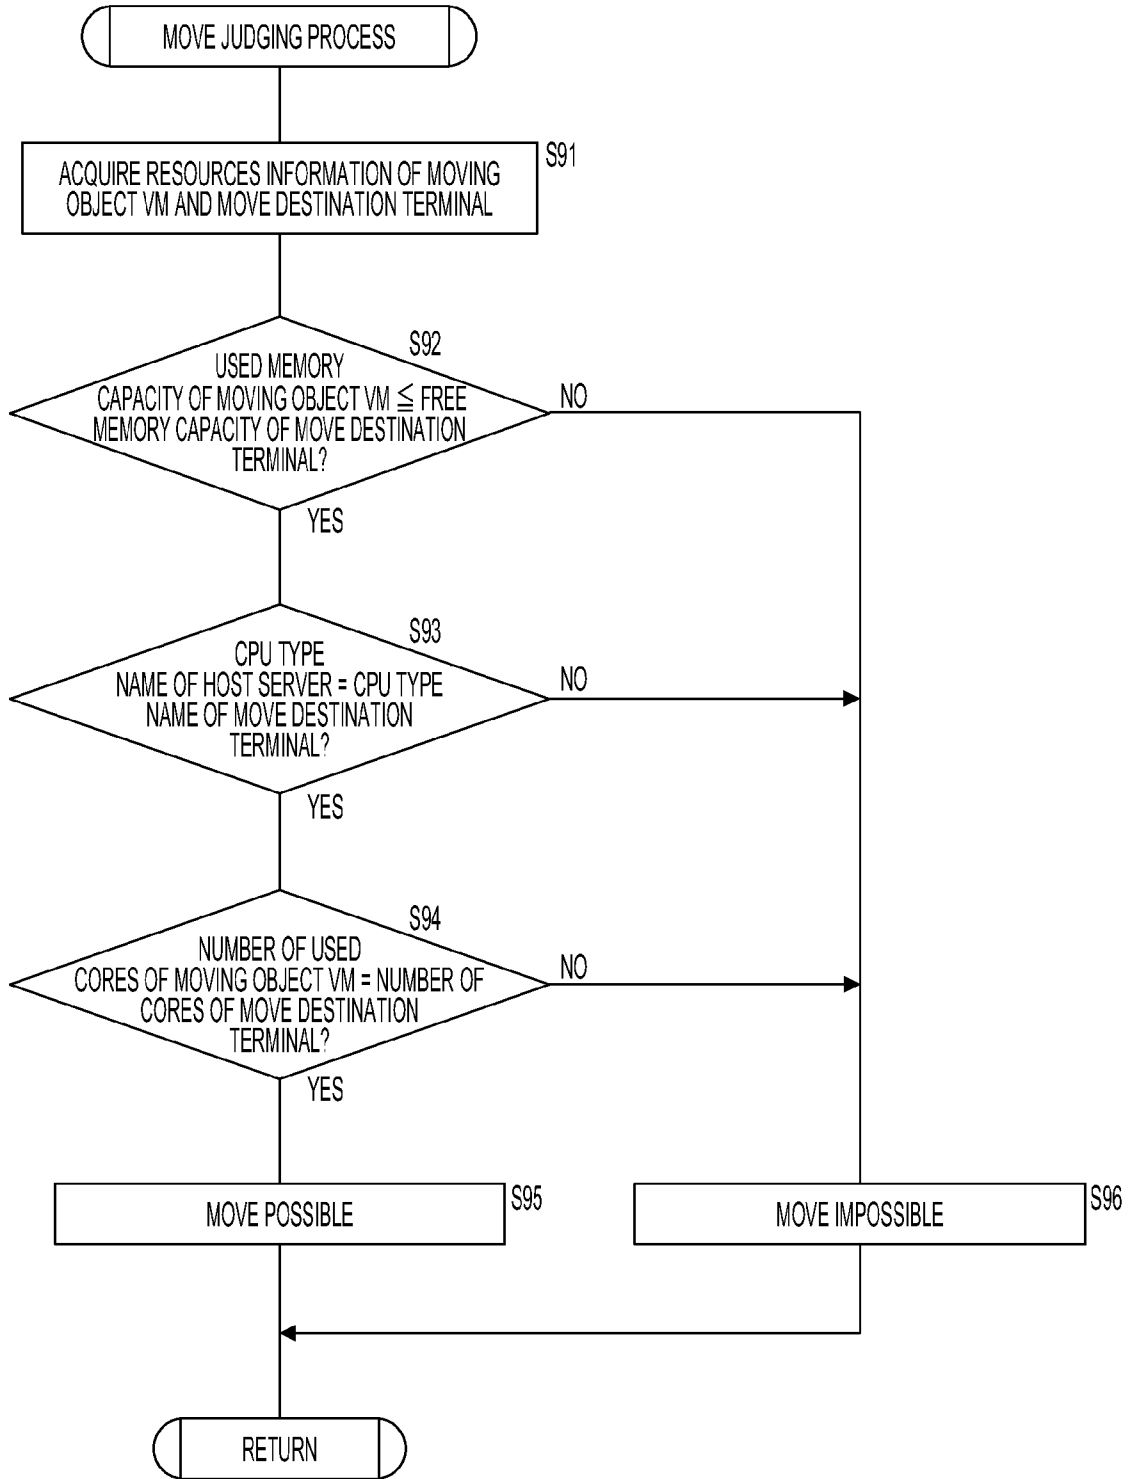 MOVE JUDGING PROCESS
S91
ACQUIRE RESOURCES INFORMATION OF MOVING
OBJECT VM AND MOVE DESTINATION TERMINAL
S92
USED MEMORY
CAPACITY OF MOVING OBJECT VM ≦ FREE
MEMORY CAPACITY OF MOVE DESTINATION
TERMINAL?
NO
YES
S93
CPU TYPE
NAME OF HOST SERVER = CPU TYPE
NAME OF MOVE DESTINATION
TERMINAL?
NO
YES
S94
NUMBER OF USED
CORES OF MOVING OBJECT VM = NUMBER OF
CORES OF MOVE DESTINATION
TERMINAL?
NO
YES
MOVE POSSIBLE
S95
MOVE IMPOSSIBLE
S96
RETURN